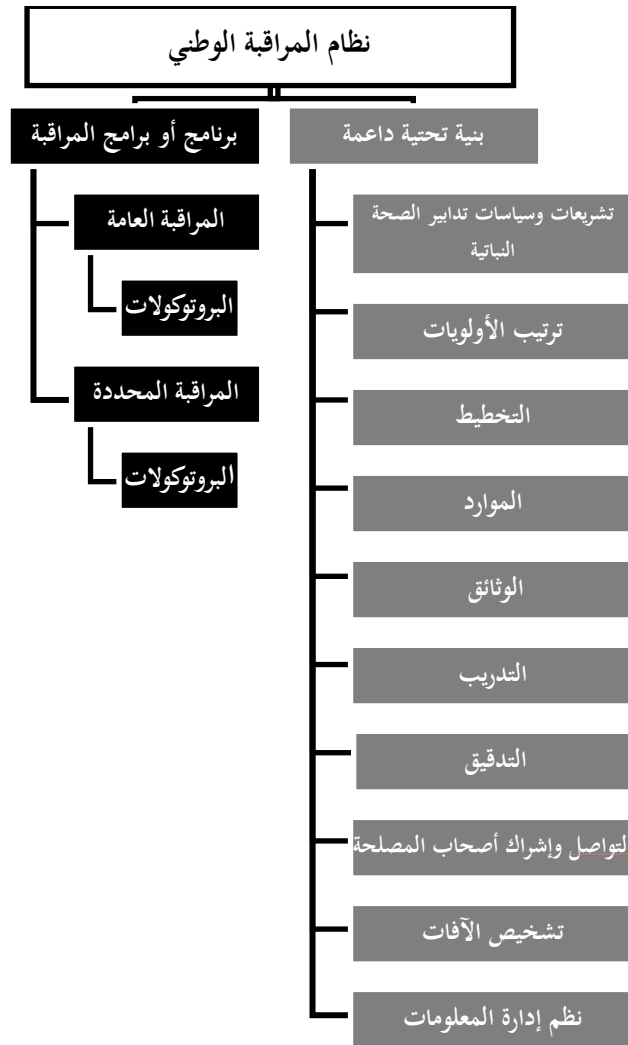 نظام المراقبة الوطني
بنية تحتية داعمة
تشريعات وسياسات تدابير الصحة
النباتية
ترتيب الأولويات
التخطيط
الموارد
الوثائق
التدريب
التدقيق
لتواصل وإشراك أصحاب المصلحة
تشخيص الآفات
نظم إدارة المعلومات
برنامج أو برامج المراقبة
المراقبة العامة
البروتوكولات
المراقبة المحددة
البروتوكولات